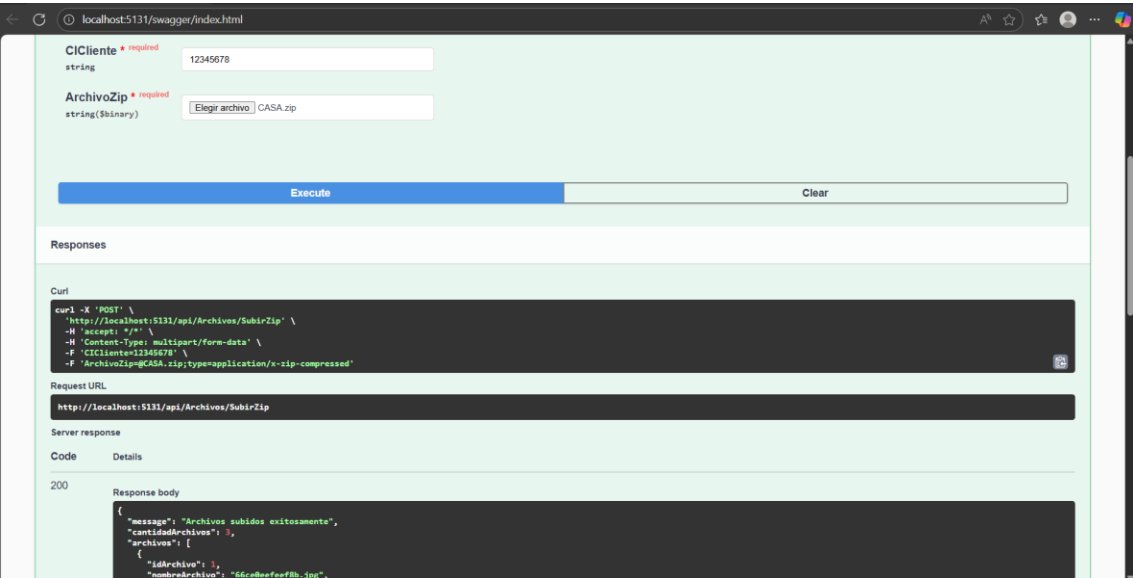 localhost:5131/swagger/index.html
CICliente * required
string
12345678
ArchivoZip * required
string($binary)
Elegir archivo CASA.zip
Execute
Clear
Responses
Curl
curl -X 'POST' \
'http://localhost:5131/api/Archivos/SubirZip' \
-H 'accept: */*' \
-H 'Content-Type: multipart/form-data' \
-F 'CICliente=12345678' \
-F 'ArchivoZip=@CASA.zip;type=application/x-zip-compressed'
Request URL
http://localhost:5131/api/Archivos/SubirZip
Server response
Code Details
200
Response body
{
"message": "Archivos subidos exitosamente",
"cantidadArchivos": 3,
"archivos": [
{
"idArchivo": 1,
"nombreArchivo": "66ce0eefeef8b.jpg",